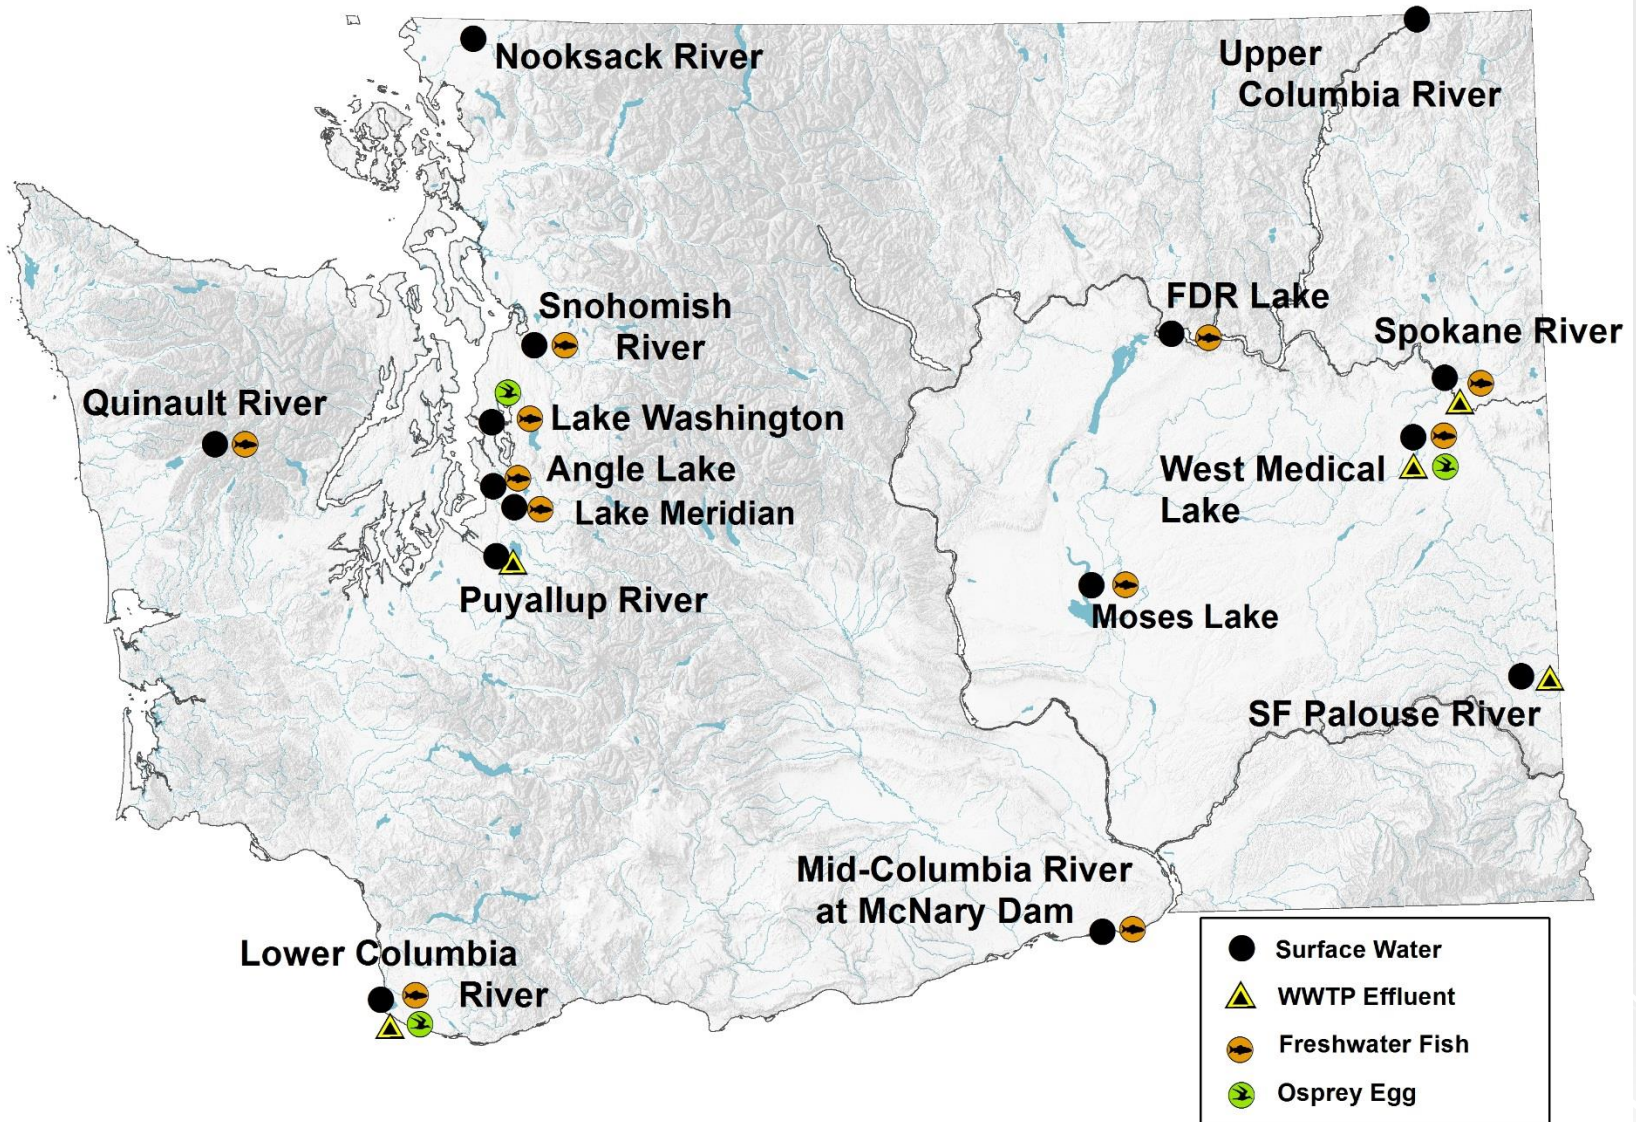 Nooksack River
Upper
Columbia River
Snohomish
River
FDR Lake
Spokane River
Quinault River
Lake Washington
Angle Lake
West Medical
Lake
Lake Meridian
Puyallup River
Moses Lake
SF Palouse River
Mid-Columbia River
at McNary Dam
Lower Columbia
River
Surface Water
WWTP Effluent
Freshwater Fish
Osprey Egg